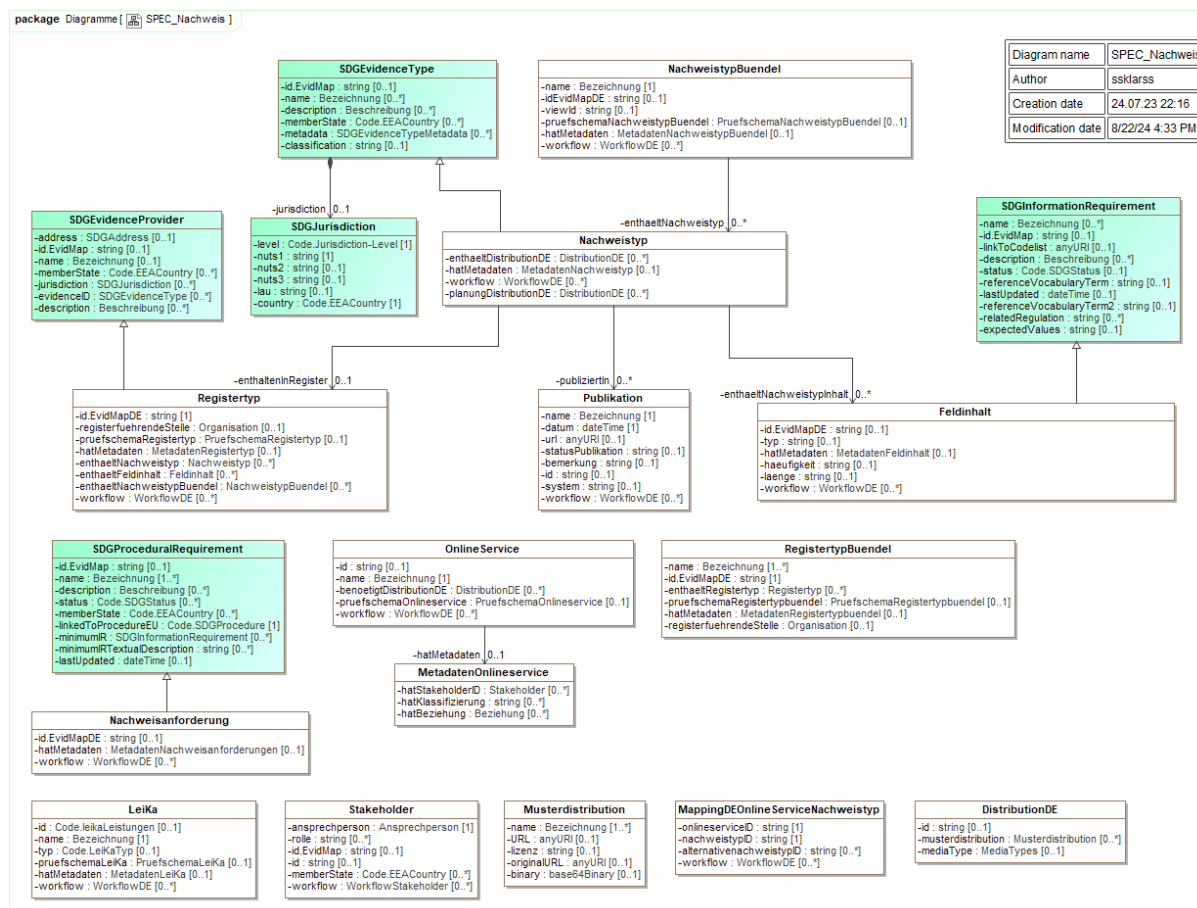 package Diagramme [ SPEC_Nachweis ]
Diagram name SPEC_Nachweis
Author ssklarss
Creation date 24.07.23 22:16
Modification date 8/22/24 4:33 PM
SDGEvidenceType
-id.EvidMap : string [0..1]
-name : Bezeichnung [0..*]
-description : Beschreibung [0..*]
-memberState : Code.EEACountry [0..*]
-metadata : SDGEvidenceTypeMetadata [0..*]
-classification : string [0..1]
NachweistypBuendel
-name : Bezeichnung [1]
-idEvidMapDE : string [0..1]
-viewId : string [0..1]
-pruefschemaNachweistypBuendel : PruefschemaNachweistypBuendel [0..1]
-hatMetadaten : MetadatenNachweistypBuendel [0..1]
-workflow : WorkflowDE [0..*]
-jurisdiction 0..1
-enthaeltNachweistyp 0..*
SDGEvidenceProvider
-address : SDGAddress [0..1]
-id.EvidMap : string [0..1]
-name : Bezeichnung [0..1]
-memberState : Code.EEACountry [0..*]
-jurisdiction : SDGJurisdiction [0..*]
-evidenceID : SDGEvidenceType [0..*]
-description : Beschreibung [0..*]
SDGJurisdiction
-level : Code.Jurisdiction-Level [1]
-nuts1 : string [1]
-nuts2 : string [0..1]
-nuts3 : string [0..1]
-lau : string [0..1]
-country : Code.EEACountry [1]
Nachweistyp
-enthaeltDistributionDE : DistributionDE [0..*]
-hatMetadaten : MetadatenNachweistyp [0..1]
-workflow : WorkflowDE [0..*]
-planungDistributionDE : DistributionDE [0..*]
SDGInformationRequirement
-name : Bezeichnung [0..*]
-id.EvidMap : string [0..1]
-linkToCodelist : anyURI [0..1]
-description : Beschreibung [0..*]
-status : Code.SDGStatus [0..1]
-referenceVocabularyTerm : string [0..1]
-lastUpdated : dateTime [0..1]
-referenceVocabularyTerm2 : string [0..1]
-relatedRegulation : string [0..*]
-expectedValues : string [0..1]
-enthaltenInRegister 0..1
-publiziertIn 0..*
-enthaeltNachweistypInhalt 0..*
Registertyp
-id.EvidMapDE : string [1]
-registerfuehrendeStelle : Organisation [0..1]
-pruefschemaRegistertyp : PruefschemaRegistertyp [0..1]
-hatMetadaten : MetadatenRegistertyp [0..1]
-enthaeltNachweistyp : Nachweistyp [0..*]
-enthaeltFeldinhalt : Feldinhalt [0..*]
-enthaeltNachweistypBuendel : NachweistypBuendel [0..*]
-workflow : WorkflowDE [0..*]
Publikation
-name : Bezeichnung [1]
-datum : dateTime [1]
-url : anyURI [0..1]
-statusPublikation : string [0..1]
-bemerkung : string [0..1]
-id : string [0..1]
-system : string [0..1]
-workflow : WorkflowDE [0..*]
Feldinhalt
-id.EvidMapDE : string [0..1]
-typ : string [0..1]
-hatMetadaten : MetadatenFeldinhalt [0..1]
-haeufigkeit : string [0..1]
-laenge : string [0..1]
-workflow : WorkflowDE [0..*]
SDGProceduralRequirement
-id.EvidMap : string [0..1]
-name : Bezeichnung [1..*]
-description : Beschreibung [0..*]
-status : Code.SDGStatus [0..*]
-memberState : Code.EEACountry [0..*]
-linkedToProcedureEU : Code.SDGProcedure [1]
-minimumIR : SDGInformationRequirement [0..*]
-minimumIRTextualDescription : string [0..*]
-lastUpdated : dateTime [0..1]
OnlineService
-id : string [0..1]
-name : Bezeichnung [1]
-benoetigtDistributionDE : DistributionDE [0..*]
-pruefschemaOnlineservice : PruefschemaOnlineservice [0..1]
-workflow : WorkflowDE [0..*]
RegistertypBuendel
-name : Bezeichnung [1..*]
-id.EvidMapDE : string [1]
-enthaeltRegistertyp : Registertyp [0..*]
-pruefschemaRegistertypbuendel : PruefschemaRegistertypbuendel [0..1]
-hatMetadaten : MetadatenRegistertypbuendel [0..1]
-registerfuehrendeStelle : Organisation [0..1]
-hatMetadaten 0..1
MetadatenOnlineservice
-hatStakeholderID : Stakeholder [0..*]
-hatKlassifizierung : string [0..*]
-hatBeziehung : Beziehung [0..*]
Nachweisanforderung
-id.EvidMapDE : string [0..1]
-hatMetadaten : MetadatenNachweisanforderungen [0..1]
-workflow : WorkflowDE [0..*]
LeiKa
-id : Code.leikaLeistungen [0..1]
-name : Bezeichnung [1]
-typ : Code.LeiKaTyp [0..1]
-pruefschemaLeiKa : PruefschemaLeiKa [0..1]
-hatMetadaten : MetadatenLeiKa [0..1]
-workflow : WorkflowDE [0..*]
Stakeholder
-ansprechperson : Ansprechperson [1]
-rolle : string [0..*]
-id.EvidMap : string [0..1]
-id : string [0..1]
-memberState : Code.EEACountry [0..*]
-workflow : WorkflowStakeholder [0..*]
Musterdistribution
-name : Bezeichnung [1..*]
-URL : anyURI [0..1]
-lizenz : string [0..1]
-originalURL : anyURI [0..1]
-binary : base64Binary [0..1]
MappingDEOnlineServiceNachweistyp
-onlineserviceID : string [1]
-nachweistypID : string [1]
-alternativenachweistypID : string [0..*]
-workflow : WorkflowDE [0..*]
DistributionDE
-id : string [0..1]
-musterdistribution : Musterdistribution [0..*]
-mediaType : MediaTypes [0..1]